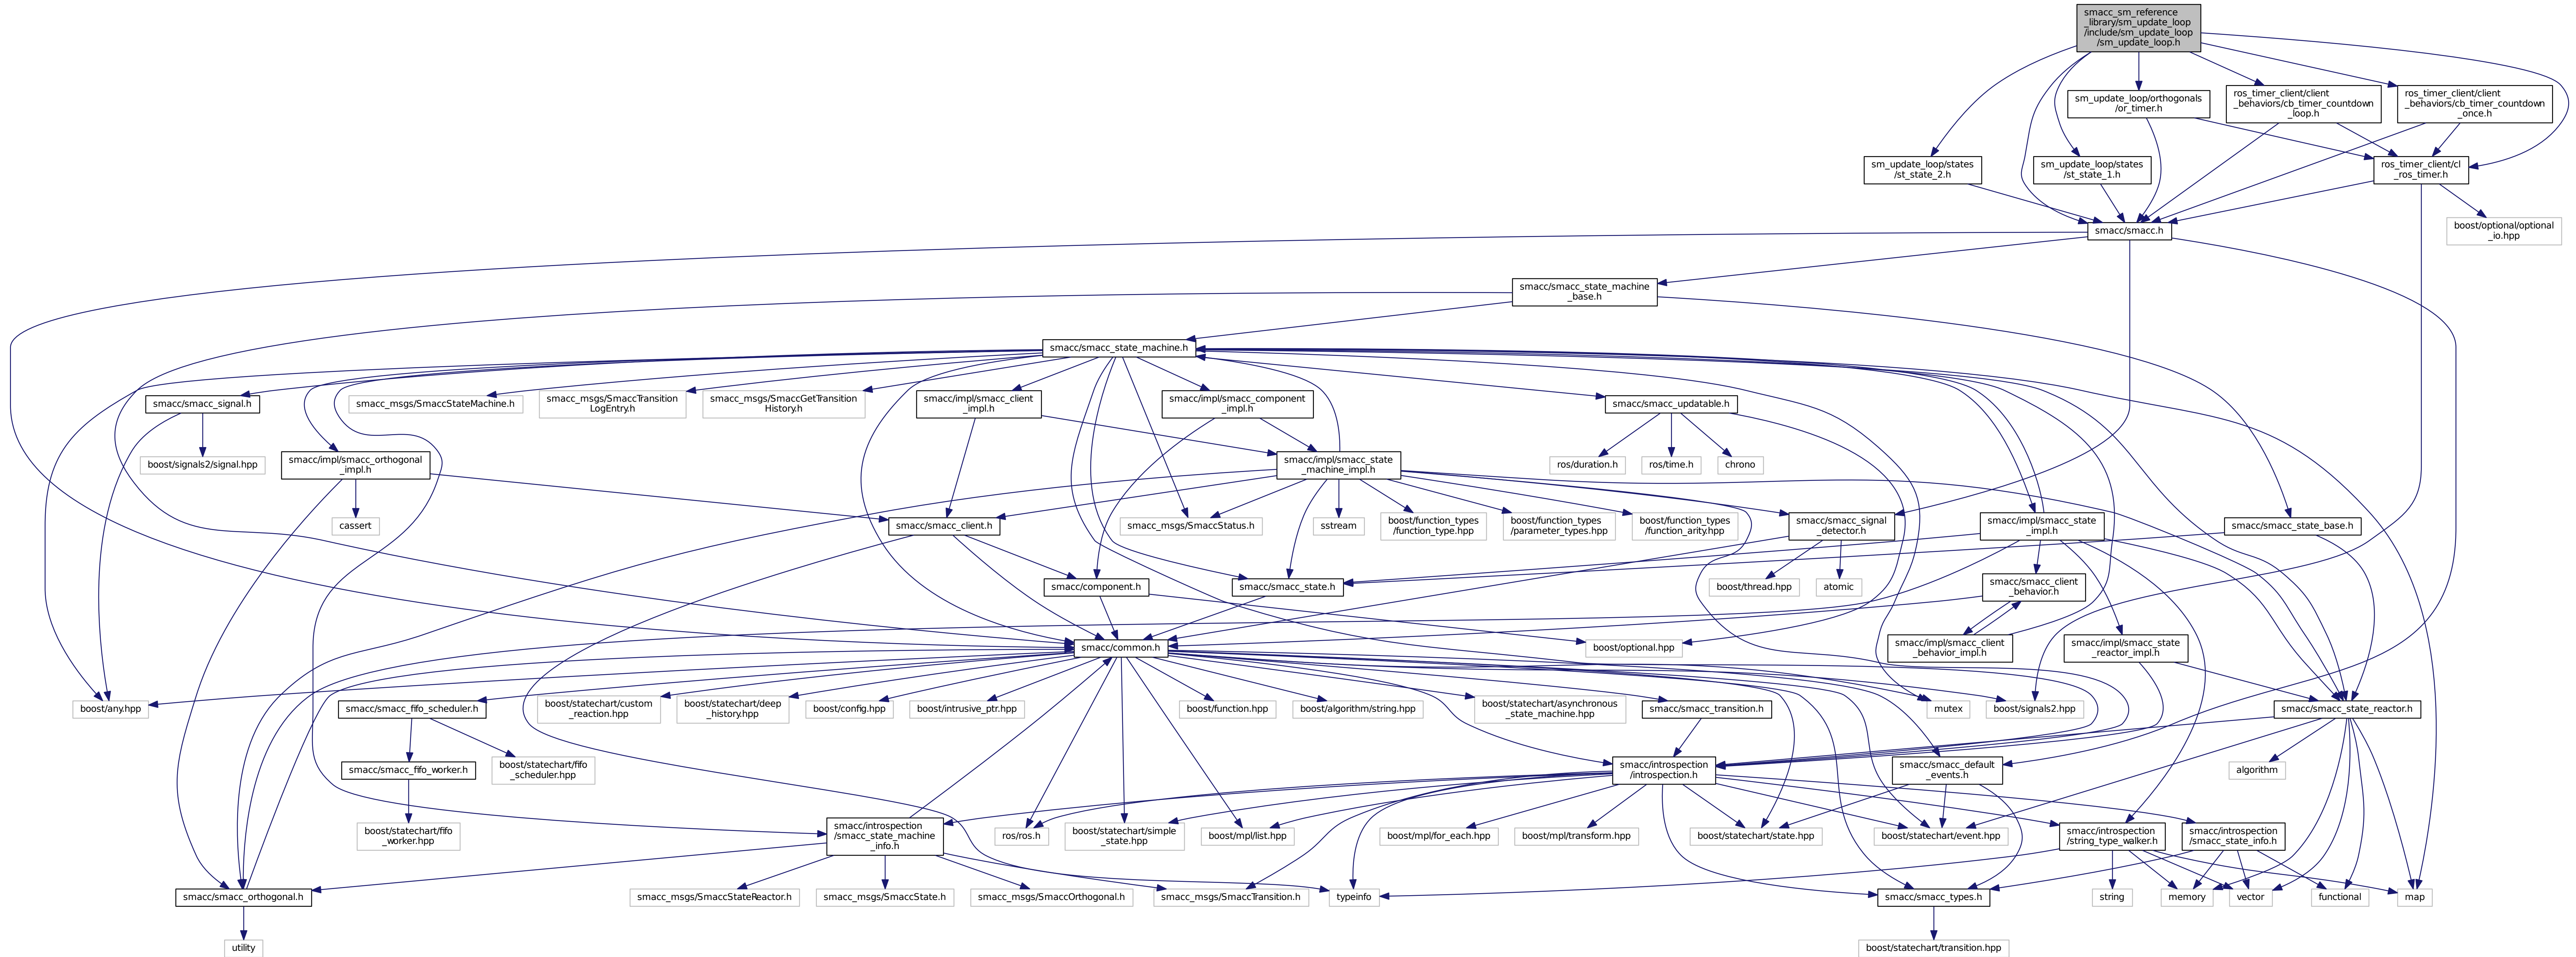 smacc_sm_reference
_library/sm_update_loop
/include/sm_update_loop
/sm_update_loop.h
sm_update_loop/orthogonals
/or_timer.h
ros_timer_client/client
_behaviors/cb_timer_countdown
_loop.h
ros_timer_client/client
_behaviors/cb_timer_countdown
_once.h
sm_update_loop/states
/st_state_2.h
sm_update_loop/states
/st_state_1.h
ros_timer_client/cl
_ros_timer.h
smacc/smacc.h
boost/optional/optional
_io.hpp
smacc/smacc_state_machine
_base.h
smacc/smacc_state_machine.h
smacc/smacc_signal.h
smacc_msgs/SmaccStateMachine.h
smacc_msgs/SmaccTransition
LogEntry.h
smacc_msgs/SmaccGetTransition
History.h
smacc/impl/smacc_client
_impl.h
smacc/impl/smacc_component
_impl.h
smacc/smacc_updatable.h
boost/signals2/signal.hpp
smacc/impl/smacc_orthogonal
_impl.h
smacc/impl/smacc_state
_machine_impl.h
ros/duration.h
ros/time.h
chrono
cassert
smacc/smacc_client.h
smacc_msgs/SmaccStatus.h
sstream
boost/function_types
/function_type.hpp
boost/function_types
/parameter_types.hpp
boost/function_types
/function_arity.hpp
smacc/smacc_signal
_detector.h
smacc/impl/smacc_state
_impl.h
smacc/smacc_state_base.h
smacc/component.h
smacc/smacc_state.h
boost/thread.hpp
atomic
smacc/smacc_client
_behavior.h
smacc/common.h
boost/optional.hpp
smacc/impl/smacc_client
_behavior_impl.h
smacc/impl/smacc_state
_reactor_impl.h
boost/any.hpp
smacc/smacc_fifo_scheduler.h
boost/statechart/custom
_reaction.hpp
boost/statechart/deep
_history.hpp
boost/config.hpp
boost/intrusive_ptr.hpp
boost/function.hpp
boost/algorithm/string.hpp
boost/statechart/asynchronous
_state_machine.hpp
smacc/smacc_transition.h
mutex
boost/signals2.hpp
smacc/smacc_state_reactor.h
smacc/smacc_fifo_worker.h
boost/statechart/fifo
_scheduler.hpp
smacc/introspection
/introspection.h
smacc/smacc_default
_events.h
algorithm
boost/statechart/fifo
_worker.hpp
smacc/introspection
/smacc_state_machine
_info.h
ros/ros.h
boost/statechart/simple
_state.hpp
boost/mpl/list.hpp
boost/mpl/for_each.hpp
boost/mpl/transform.hpp
boost/statechart/state.hpp
boost/statechart/event.hpp
smacc/introspection
/string_type_walker.h
smacc/introspection
/smacc_state_info.h
smacc/smacc_orthogonal.h
smacc_msgs/SmaccStateReactor.h
smacc_msgs/SmaccState.h
smacc_msgs/SmaccOrthogonal.h
smacc_msgs/SmaccTransition.h
typeinfo
smacc/smacc_types.h
string
memory
vector
functional
map
utility
boost/statechart/transition.hpp